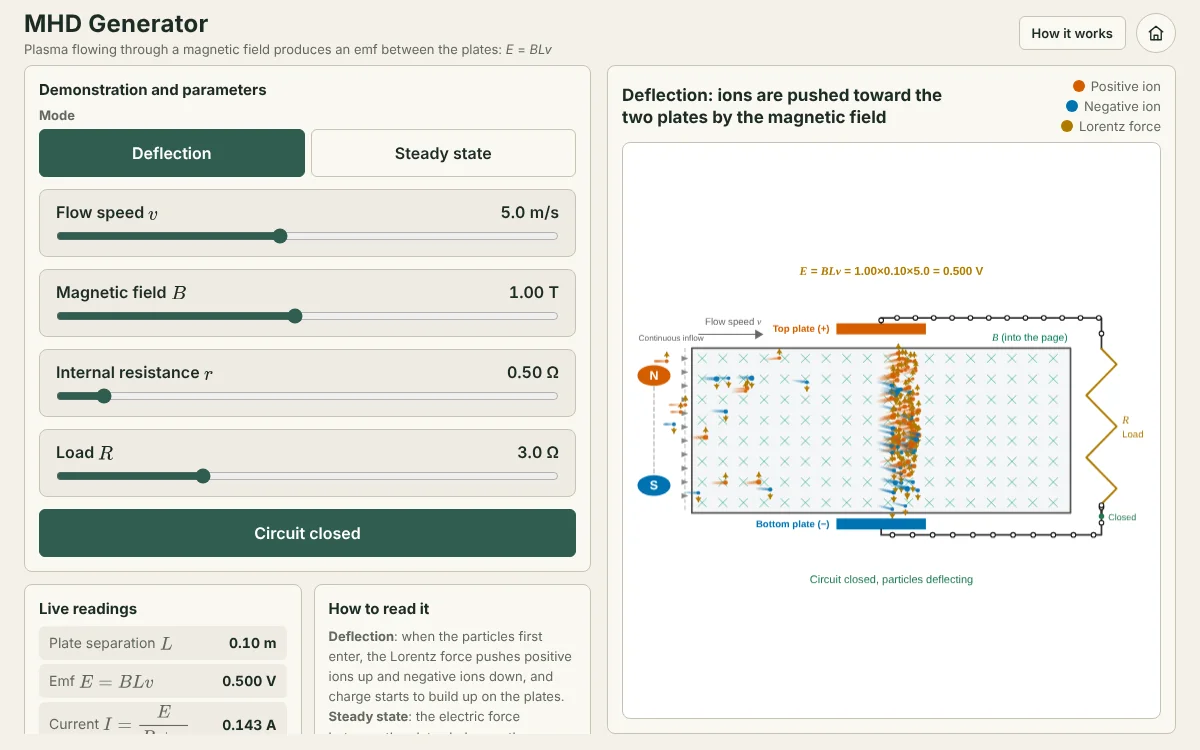 MHD Generator
Plasma flowing through a magnetic field produces an emf between the plates: E = BLv
How it works
Demonstration and parameters
Mode
Deflection
Steady state
Flow speed v
5.0 m/s
Magnetic field B
1.00 T
Internal resistance r
0.50 Ω
Load R
3.0 Ω
Circuit closed
Live readings
Plate separation L
0.10 m
Emf E = BLv
0.500 V
Current I = E
0.143 A
How to read it
Deflection: when the particles first
enter, the Lorentz force pushes positive
ions up and negative ions down, and
charge starts to build up on the plates.
Steady state: the electric force
Deflection: ions are pushed toward the
two plates by the magnetic field
Positive ion
Negative ion
Lorentz force
E = BLv = 1.00×0.10×5.0 = 0.500 V
Flow speed v
Top plate (+)
Continuous inflow
B (into the page)
N
S
R
Load
Bottom plate (−)
Closed
Circuit closed, particles deflecting